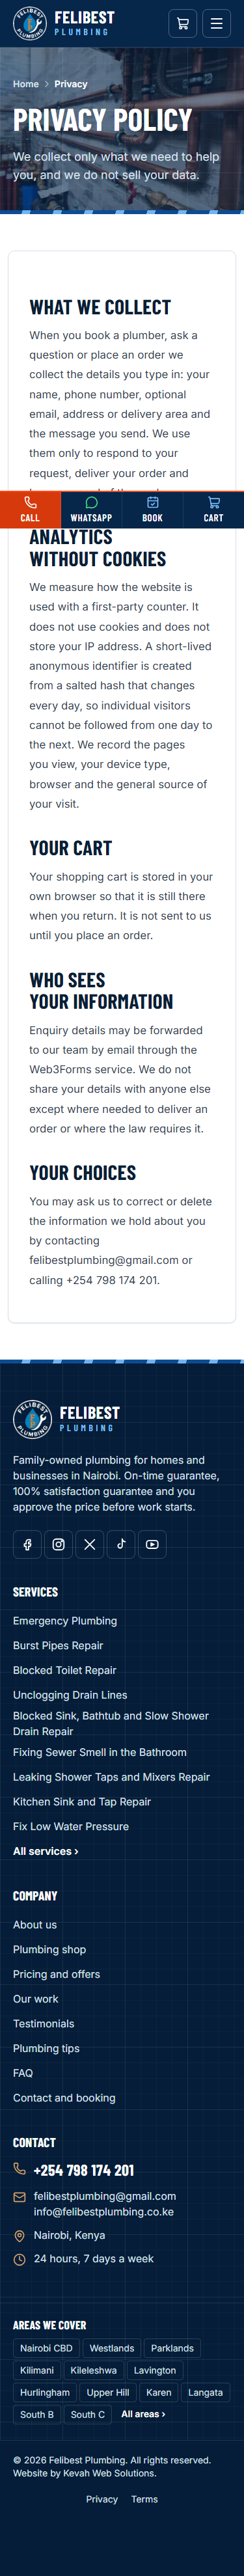 FELIBEST
PLUMBING
Home > Privacy
PRIVACY POLICY
We collect only what we need to help
you, and we do not sell your data.
WHAT WE COLLECT
When you book a plumber, ask a
question or place an order we
collect the details you type in: your
name, phone number, optional
email, address or delivery area and
the message you send. We use
them only to respond to your
request, deliver your order and
CALL
WHATSAPP
BOOK
CART
ANALYTICS
WITHOUT COOKIES
We measure how the website is
used with a first-party counter. It
does not use cookies and does not
store your IP address. A short-lived
anonymous identifier is created
from a salted hash that changes
every day, so individual visitors
cannot be followed from one day to
the next. We record the pages
you view, your device type,
browser and the general source of
your visit.
YOUR CART
Your shopping cart is stored in your
own browser so that it is still there
when you return. It is not sent to us
until you place an order.
WHO SEES
YOUR INFORMATION
Enquiry details may be forwarded
to our team by email through the
Web3Forms service. We do not
share your details with anyone else
except where needed to deliver an
order or where the law requires it.
YOUR CHOICES
You may ask us to correct or delete
the information we hold about you
by contacting
felibestplumbing@gmail.com or
calling +254 798 174 201.
FELIBEST
PLUMBING
Family-owned plumbing for homes and
businesses in Nairobi. On-time guarantee,
100% satisfaction guarantee and you
approve the price before work starts.
SERVICES
Emergency Plumbing
Burst Pipes Repair
Blocked Toilet Repair
Unclogging Drain Lines
Blocked Sink, Bathtub and Slow Shower
Drain Repair
Fixing Sewer Smell in the Bathroom
Leaking Shower Taps and Mixers Repair
Kitchen Sink and Tap Repair
Fix Low Water Pressure
All services ›
COMPANY
About us
Plumbing shop
Pricing and offers
Our work
Testimonials
Plumbing tips
FAQ
Contact and booking
CONTACT
+254 798 174 201
felibestplumbing@gmail.com
info@felibestplumbing.co.ke
Nairobi, Kenya
24 hours, 7 days a week
AREAS WE COVER
Nairobi CBD
Westlands
Parklands
Kilimani
Kileleshwa
Lavington
Hurlingham
Upper Hill
Karen
Langata
South B
South C
All areas ›
© 2026 Felibest Plumbing. All rights reserved.
Website by Kevah Web Solutions.
Privacy
Terms